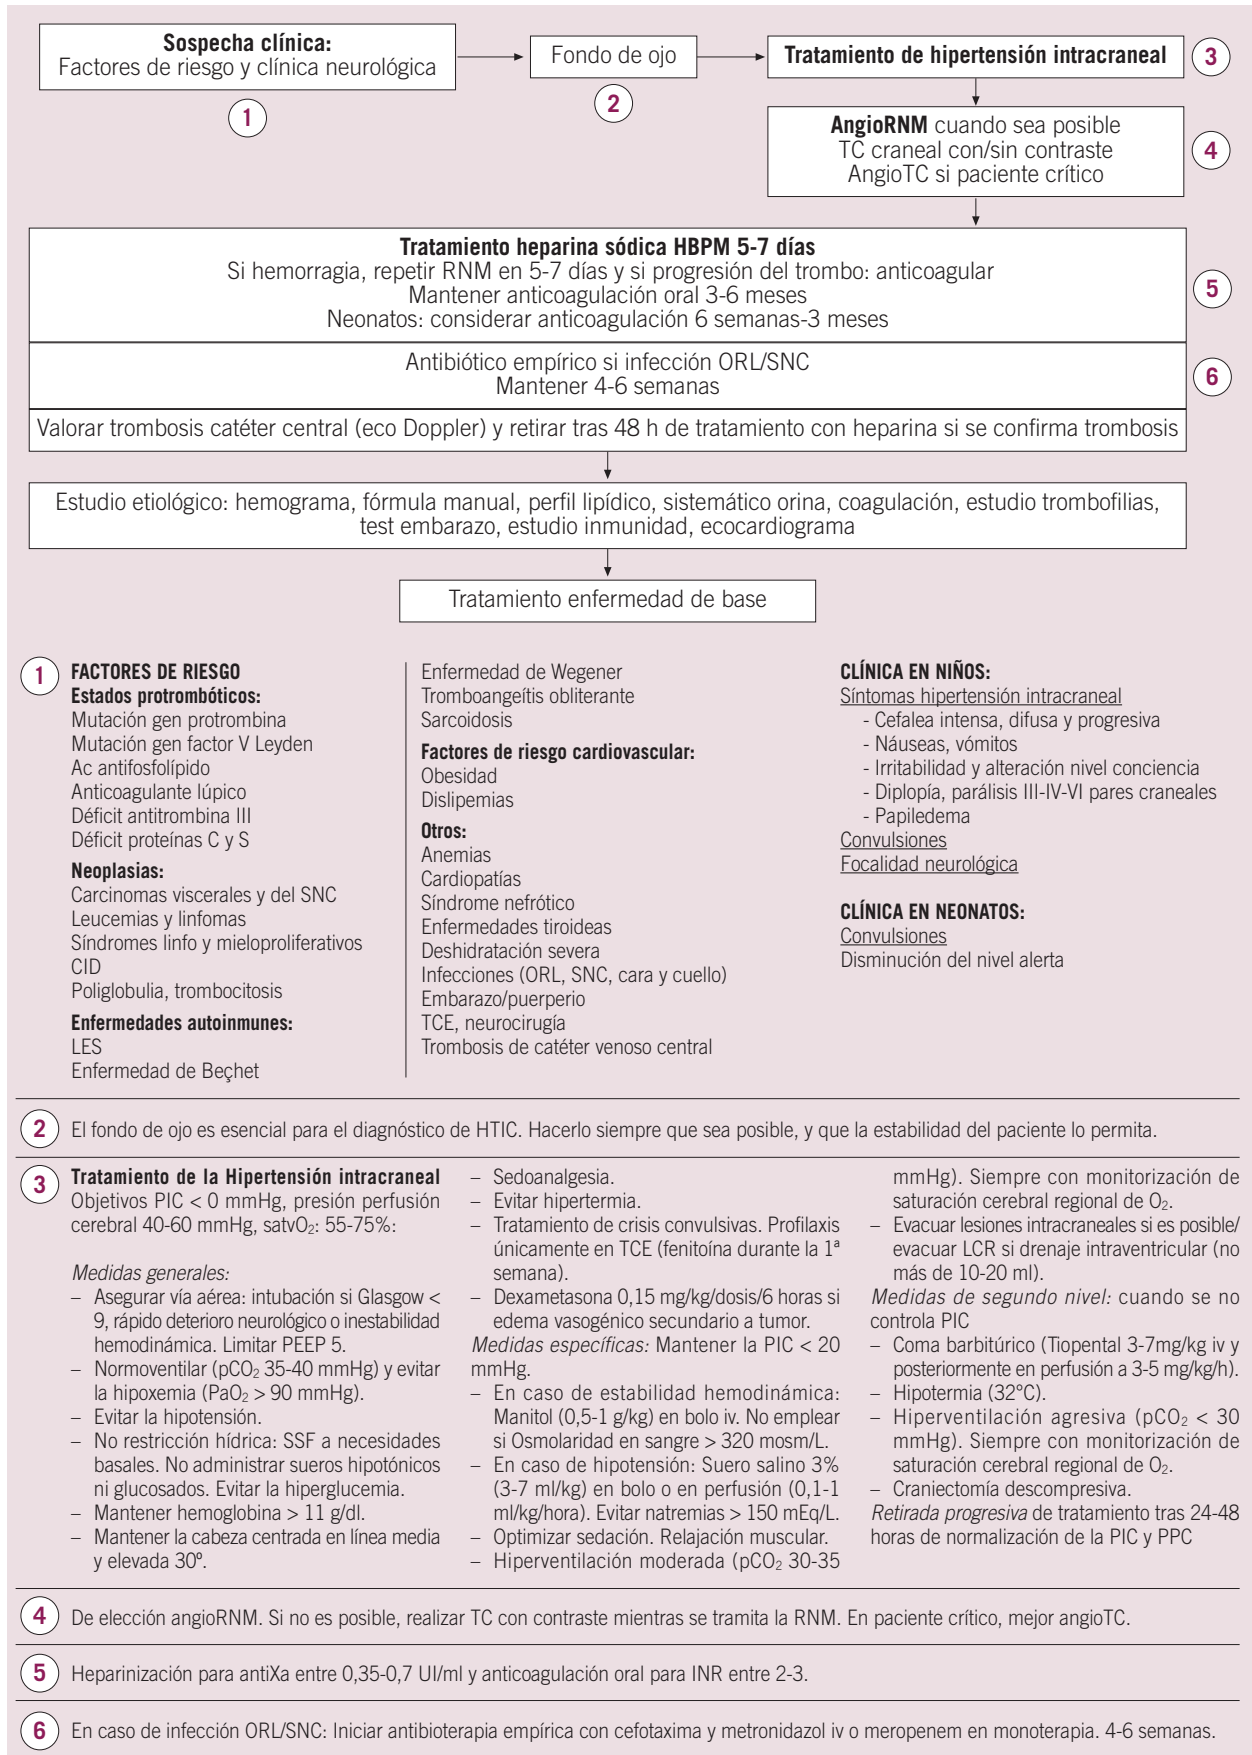 Sospecha clínica:
Factores de riesgo y clínica neurológica
1
Fondo de ojo
2
Tratamiento de hipertensión intracraneal
3
AngioRNM cuando sea posible
TC craneal con/sin contraste
AngioTC si paciente crítico
4
Tratamiento heparina sódica HBPM 5-7 días
Si hemorragia, repetir RNM en 5-7 días y si progresión del trombo: anticoagular
Mantener anticoagulación oral 3-6 meses
Neonatos: considerar anticoagulación 6 semanas-3 meses
5
Antibiótico empírico si infección ORL/SNC
Mantener 4-6 semanas
6
Valorar trombosis catéter central (eco Doppler) y retirar tras 48 h de tratamiento con heparina si se confirma trombosis
Estudio etiológico: hemograma, fórmula manual, perfil lipídico, sistemático orina, coagulación, estudio trombofilias,
test embarazo, estudio inmunidad, ecocardiograma
Tratamiento enfermedad de base
1
FACTORES DE RIESGO
Estados protrombóticos:
Mutación gen protrombina
Mutación gen factor V Leyden
Ac antifosfolípido
Anticoagulante lúpico
Déficit antitrombina III
Déficit proteínas C y S
Neoplasias:
Carcinomas viscerales y del SNC
Leucemias y linfomas
Síndromes linfo y mieloproliferativos
CID
Poliglobulia, trombocitosis
Enfermedades autoinmunes:
LES
Enfermedad de Beçhet
Enfermedad de Wegener
Tromboangeítis obliterante
Sarcoidosis
Factores de riesgo cardiovascular:
Obesidad
Dislipemias
Otros:
Anemias
Cardiopatías
Síndrome nefrótico
Enfermedades tiroideas
Deshidratación severa
Infecciones (ORL, SNC, cara y cuello)
Embarazo/puerperio
TCE, neurocirugía
Trombosis de catéter venoso central
CLÍNICA EN NIÑOS:
Síntomas hipertensión intracraneal
- Cefalea intensa, difusa y progresiva
- Náuseas, vómitos
- Irritabilidad y alteración nivel conciencia
- Diplopía, parálisis III-IV-VI pares craneales
- Papiledema
Convulsiones
Focalidad neurológica
CLÍNICA EN NEONATOS:
Convulsiones
Disminución del nivel alerta
2
El fondo de ojo es esencial para el diagnóstico de HTIC. Hacerlo siempre que sea posible, y que la estabilidad del paciente lo permita.
3
Tratamiento de la Hipertensión intracraneal
Objetivos PIC < 0 mmHg, presión perfusión
cerebral 40-60 mmHg, satvO₂: 55-75%:
Medidas generales:
– Asegurar vía aérea: intubación si Glasgow <
9, rápido deterioro neurológico o inestabilidad
hemodinámica. Limitar PEEP 5.
– Normoventilar (pCO₂ 35-40 mmHg) y evitar
la hipoxemia (PaO₂ > 90 mmHg).
– Evitar la hipotensión.
– No restricción hídrica: SSF a necesidades
basales. No administrar sueros hipotónicos
ni glucosados. Evitar la hiperglucemia.
– Mantener hemoglobina > 11 g/dl.
– Mantener la cabeza centrada en línea media
y elevada 30º.
– Sedoanalgesia.
– Evitar hipertermia.
– Tratamiento de crisis convulsivas. Profilaxis
únicamente en TCE (fenitoína durante la 1ª
semana).
– Dexametasona 0,15 mg/kg/dosis/6 horas si
edema vasogénico secundario a tumor.
Medidas específicas: Mantener la PIC < 20
mmHg.
– En caso de estabilidad hemodinámica:
Manitol (0,5-1 g/kg) en bolo iv. No emplear
si Osmolaridad en sangre > 320 mosm/L.
– En caso de hipotensión: Suero salino 3%
(3-7 ml/kg) en bolo o en perfusión (0,1-1
ml/kg/hora). Evitar natremias > 150 mEq/L.
– Optimizar sedación. Relajación muscular.
– Hiperventilación moderada (pCO₂ 30-35
mmHg). Siempre con monitorización de
saturación cerebral regional de O₂.
– Evacuar lesiones intracraneales si es posible/
evacuar LCR si drenaje intraventricular (no
más de 10-20 ml).
Medidas de segundo nivel: cuando se no
controla PIC
– Coma barbitúrico (Tiopental 3-7mg/kg iv y
posteriormente en perfusión a 3-5 mg/kg/h).
– Hipotermia (32°C).
– Hiperventilación agresiva (pCO₂ < 30
mmHg). Siempre con monitorización de
saturación cerebral regional de O₂.
– Craniectomía descompresiva.
Retirada progresiva de tratamiento tras 24-48
horas de normalización de la PIC y PPC
4
De elección angioRNM. Si no es posible, realizar TC con contraste mientras se tramita la RNM. En paciente crítico, mejor angioTC.
5
Heparinización para antiXa entre 0,35-0,7 UI/ml y anticoagulación oral para INR entre 2-3.
6
En caso de infección ORL/SNC: Iniciar antibioterapia empírica con cefotaxima y metronidazol iv o meropenem en monoterapia. 4-6 semanas.